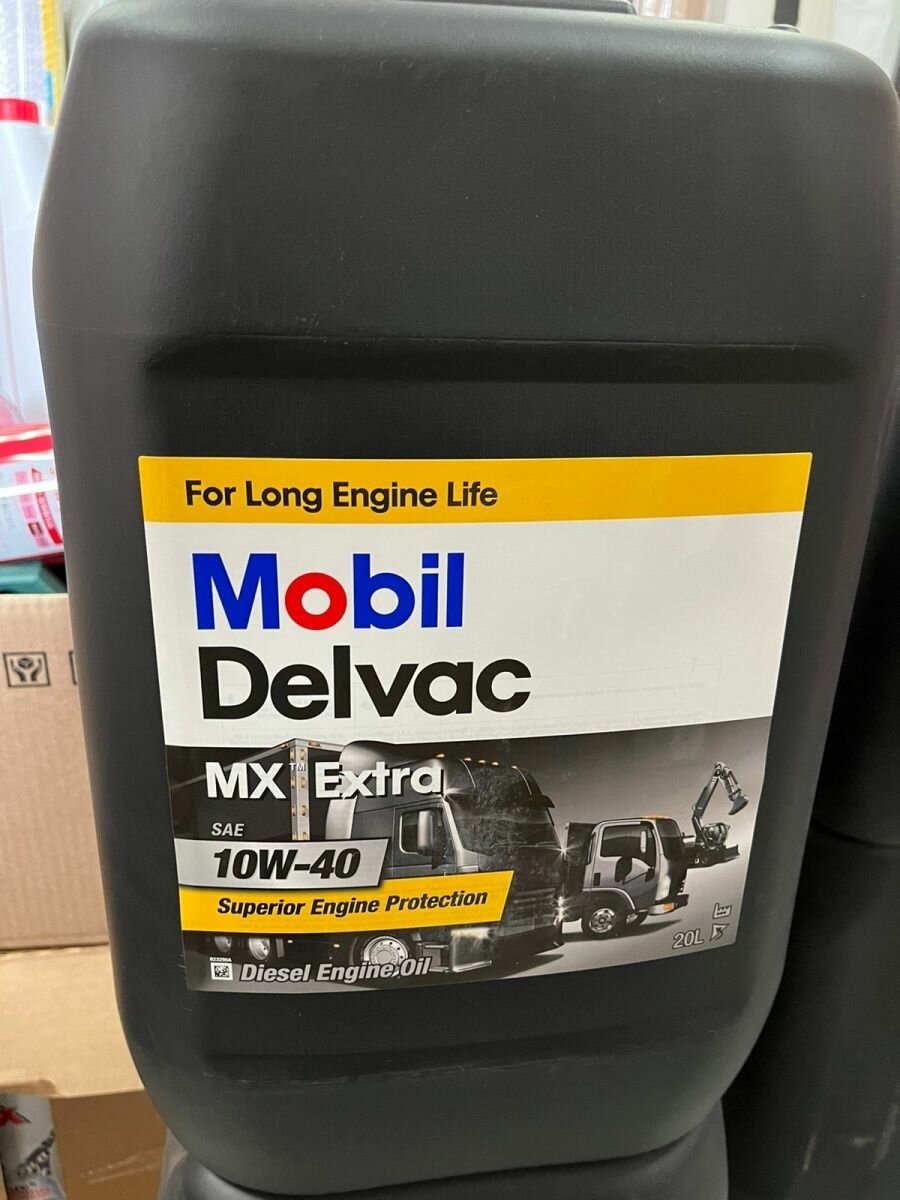 For Long Engine Life
Mobil
Delvac
MX™ Extra
SAE
10W-40
Superior Engine Protection
20L
Diesel Engine Oil